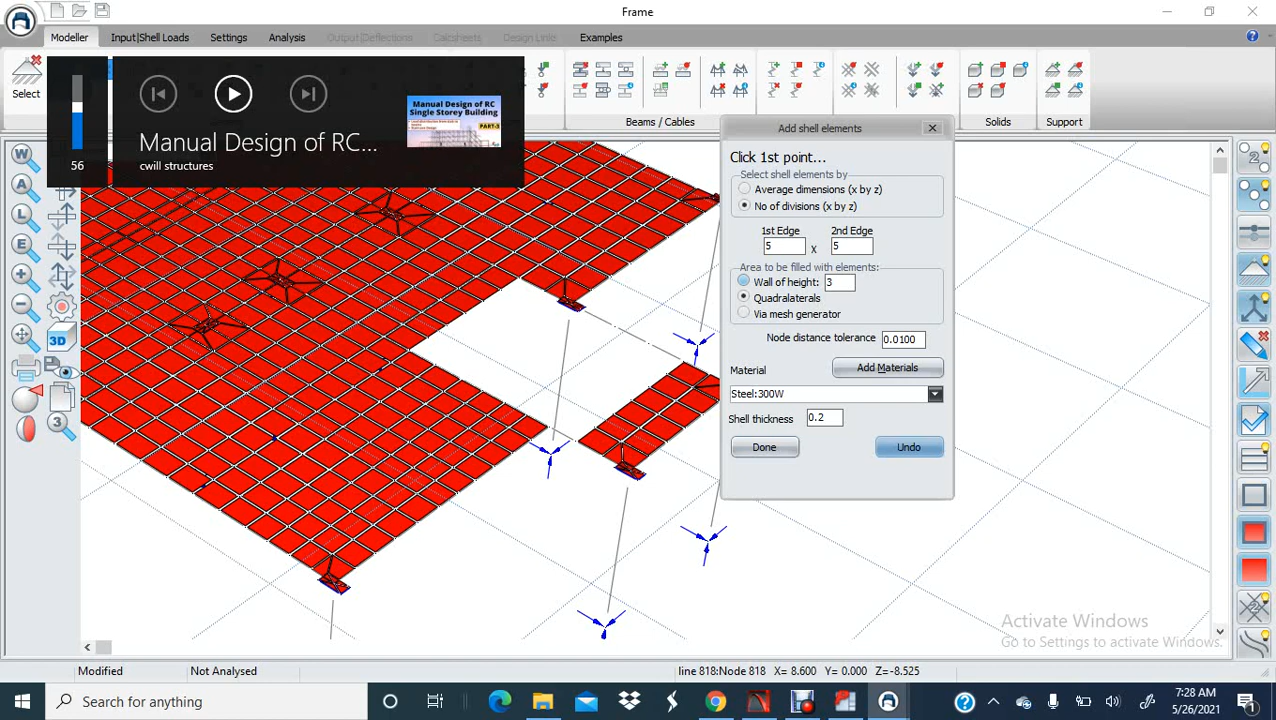 Frame
Modeller
Input\Shell Loads
Settings
Analysis
Output\Deflections
Calcsheets
Design Links
Examples
Select
Beams / Cables
Solids
Support
56
Manual Design of RC...
cwill structures
Manual Design of RC
Single Storey Building
PART-3
Add shell elements
Click 1st point...
Select shell elements by
Average dimensions (x by z)
No of divisions (x by z)
1st Edge
2nd Edge
5
x
5
Area to be filled with elements:
Wall of height:
3
Quadralaterals
Via mesh generator
Node distance tolerance
0.0100
Material
Add Materials
Steel:300W
Shell thickness
0.2
Done
Undo
W
A
L
E
3D
3
2
2
Activate Windows
Go to Settings to activate Windows.
Modified
Not Analysed
line 818:Node 818
X= 8.600
Y= 0.000
Z=-8.525
Search for anything
7:28 AM
5/26/2021
1